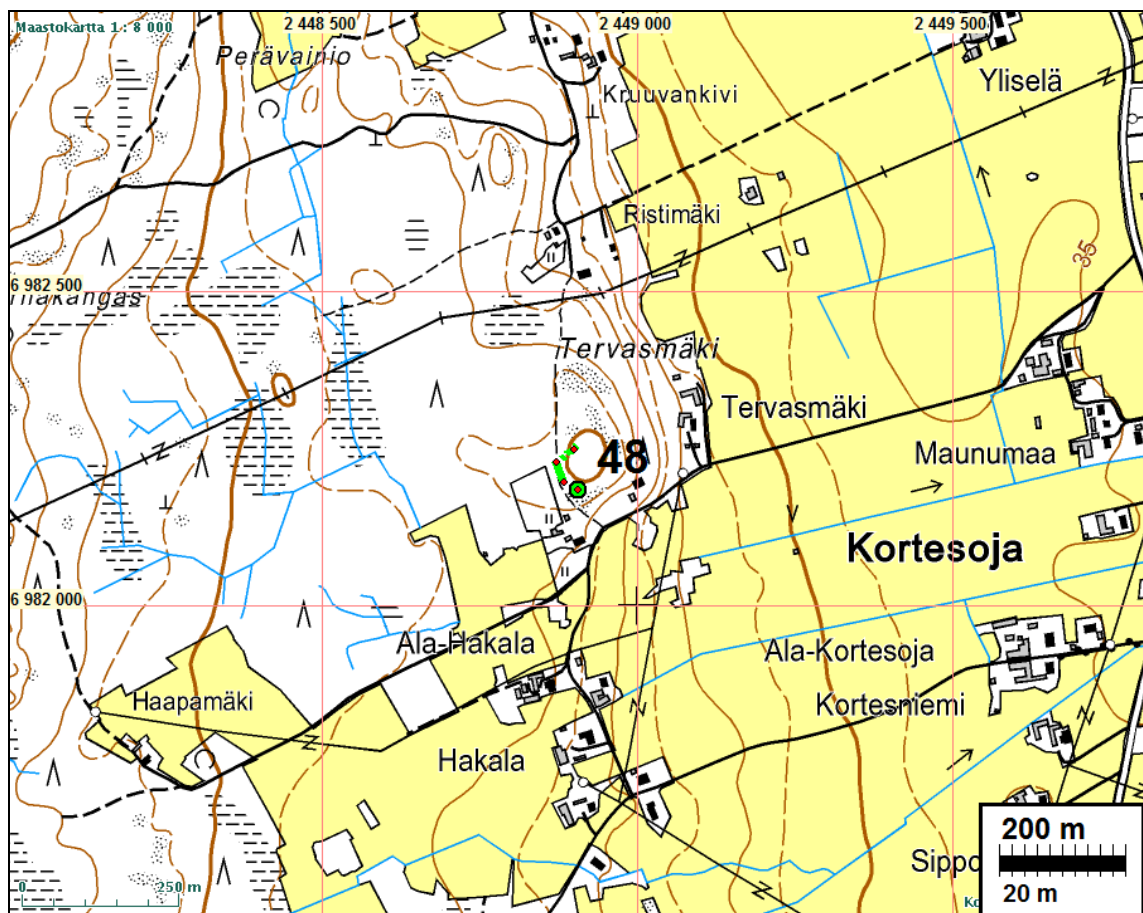 Maastokartta 1 : 8 000
2 448 500
2 449 000
2 449 500
Perävainio
Kruuvankivi
Yliselä
Ristimäki
35
6 982 500
Tervasmäki
Tervasmäki
48
Maunumaa
Kortesoja
6 982 000
Ala-Hakala
Ala-Kortesoja
Haapamäki
Kortesniemi
Hakala
200 m
20 m
Sippo
0
250 m